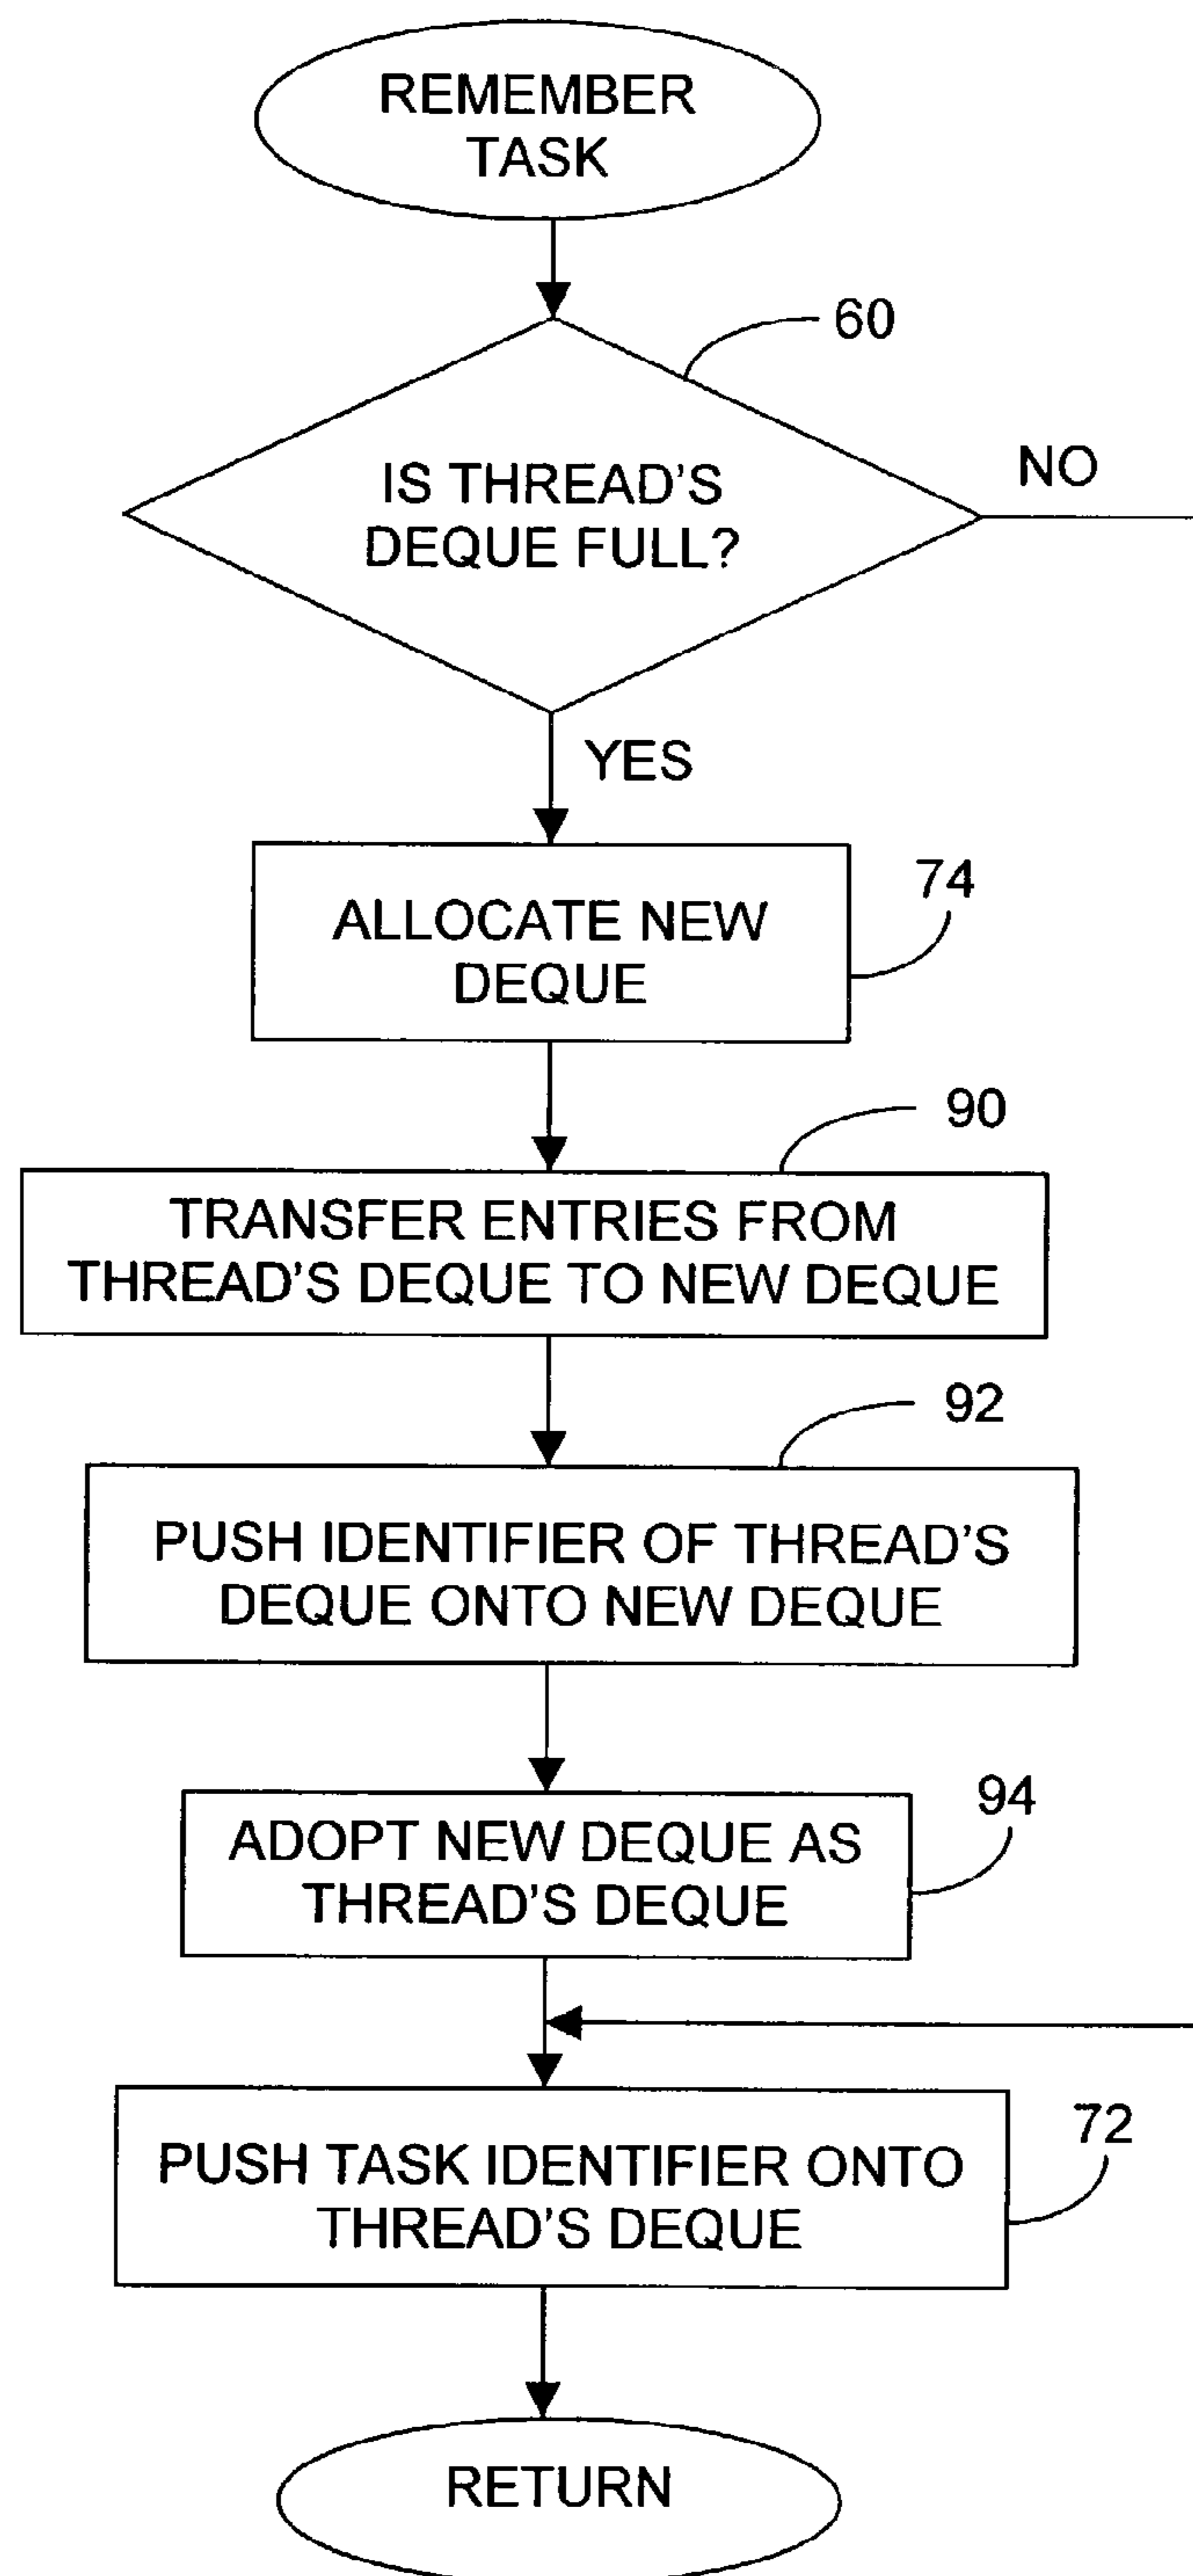 REMEMBER
TASK
60
IS THREAD'S
DEQUE FULL?
NO
YES
74
ALLOCATE NEW
DEQUE
90
TRANSFER ENTRIES FROM
THREAD'S DEQUE TO NEW DEQUE
92
PUSH IDENTIFIER OF THREAD'S
DEQUE ONTO NEW DEQUE
94
ADOPT NEW DEQUE AS
THREAD'S DEQUE
72
PUSH TASK IDENTIFIER ONTO
THREAD'S DEQUE
RETURN